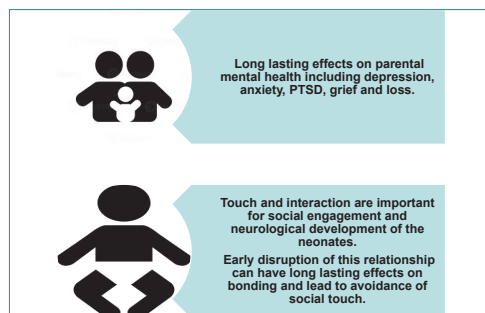 Long lasting effects on parental
mental health including depression,
anxiety, PTSD, grief and loss.
Touch and interaction are important
for social engagement and
neurological development of the
neonates.
Early disruption of this relationship
can have long lasting effects on
bonding and lead to avoidance of
social touch.